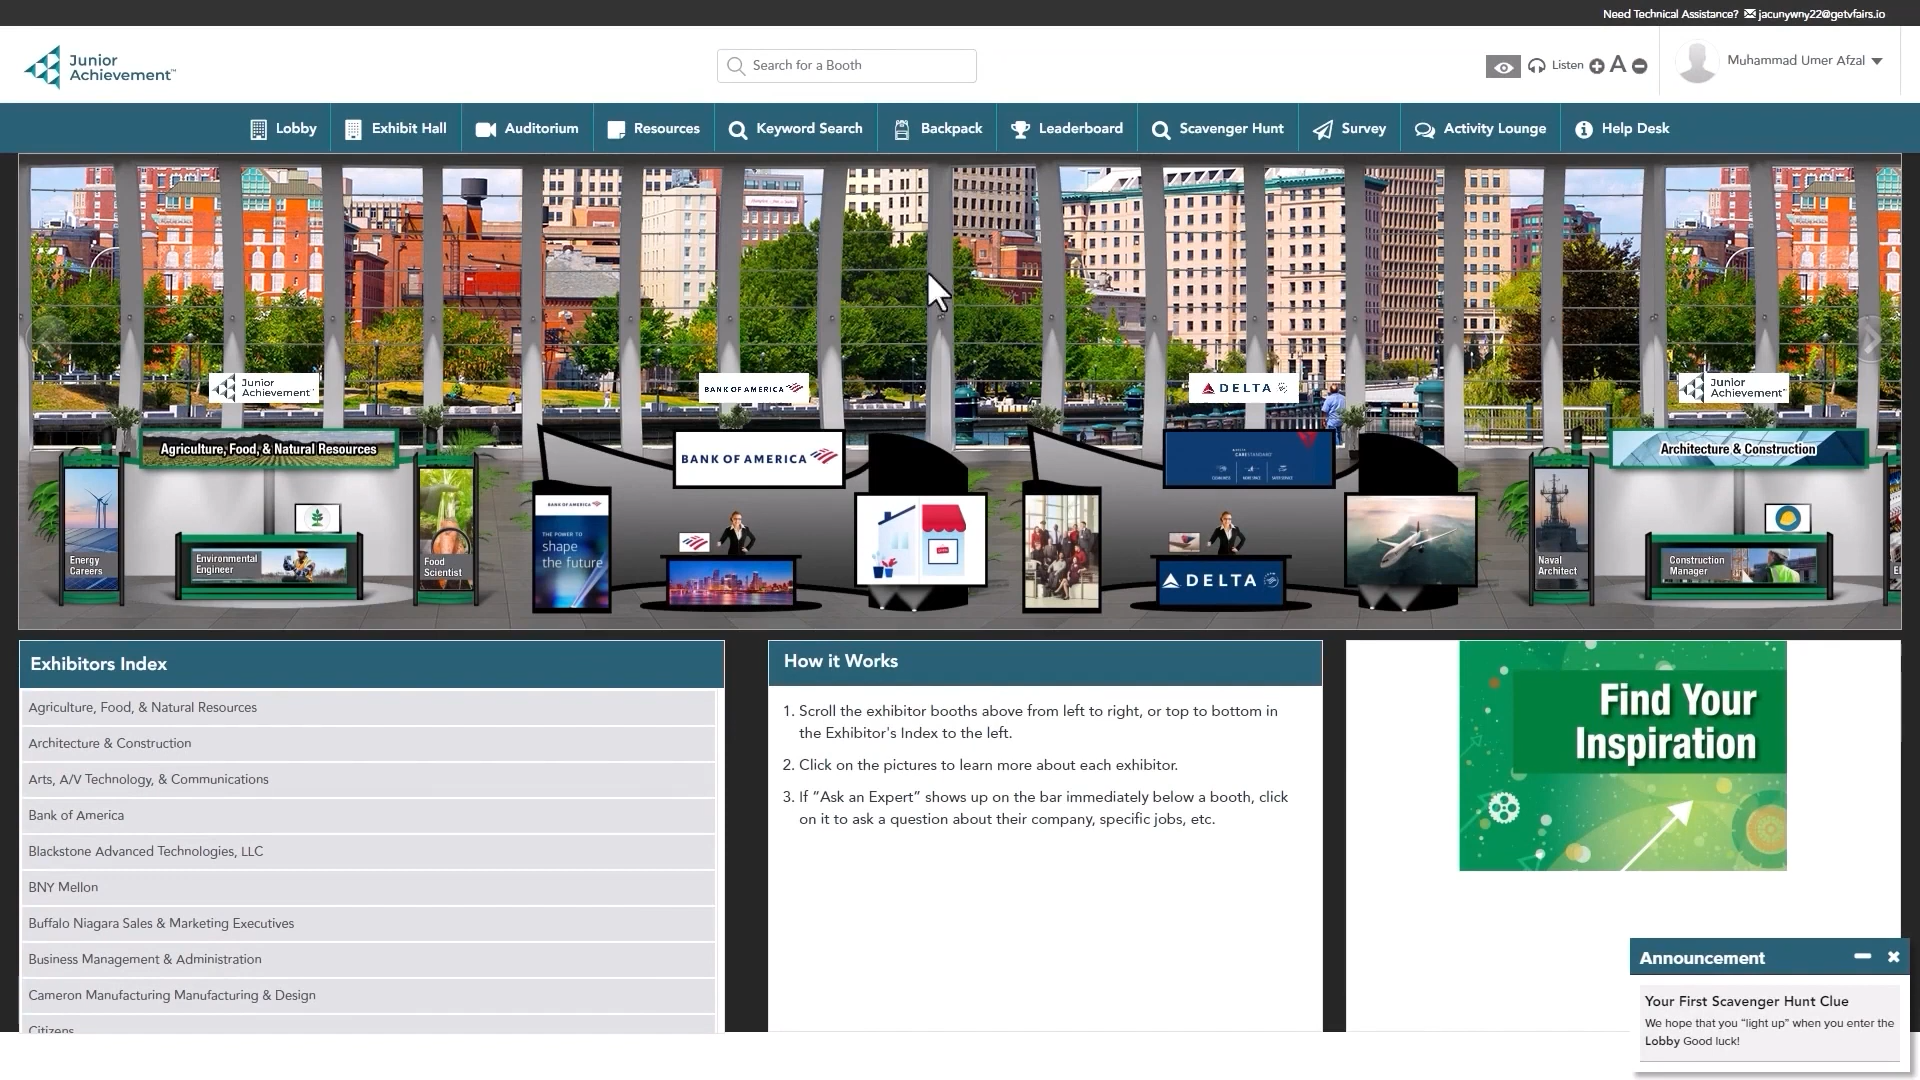 Need Technical Assistance? jacunywny22@getvfairs.io
Junior
Achievement™
Search for a Booth
Listen
A
Muhammad Umer Afzal
Lobby
Exhibit Hall
Auditorium
Resources
Keyword Search
Backpack
Leaderboard
Scavenger Hunt
Survey
Activity Lounge
Help Desk
Junior
Achievement
BANK OF AMERICA
DELTA
Junior
Achievement
Agriculture, Food, & Natural Resources
Energy
Careers
Environmental
Engineer
Food
Scientist
BANK OF AMERICA
BANK OF AMERICA
THE POWER TO
shape
the future
CARESTANDARD
DELTA
Architecture & Construction
Naval
Architect
Construction
Manager
Exhibitors Index
Agriculture, Food, & Natural Resources
Architecture & Construction
Arts, A/V Technology, & Communications
Bank of America
Blackstone Advanced Technologies, LLC
BNY Mellon
Buffalo Niagara Sales & Marketing Executives
Business Management & Administration
Cameron Manufacturing Manufacturing & Design
Citizens
How it Works
1. Scroll the exhibitor booths above from left to right, or top to bottom in
the Exhibitor's Index to the left.
2. Click on the pictures to learn more about each exhibitor.
3. If “Ask an Expert” shows up on the bar immediately below a booth, click
on it to ask a question about their company, specific jobs, etc.
Find Your
Inspiration
Announcement
Your First Scavenger Hunt Clue
We hope that you “light up” when you enter the
Lobby Good luck!